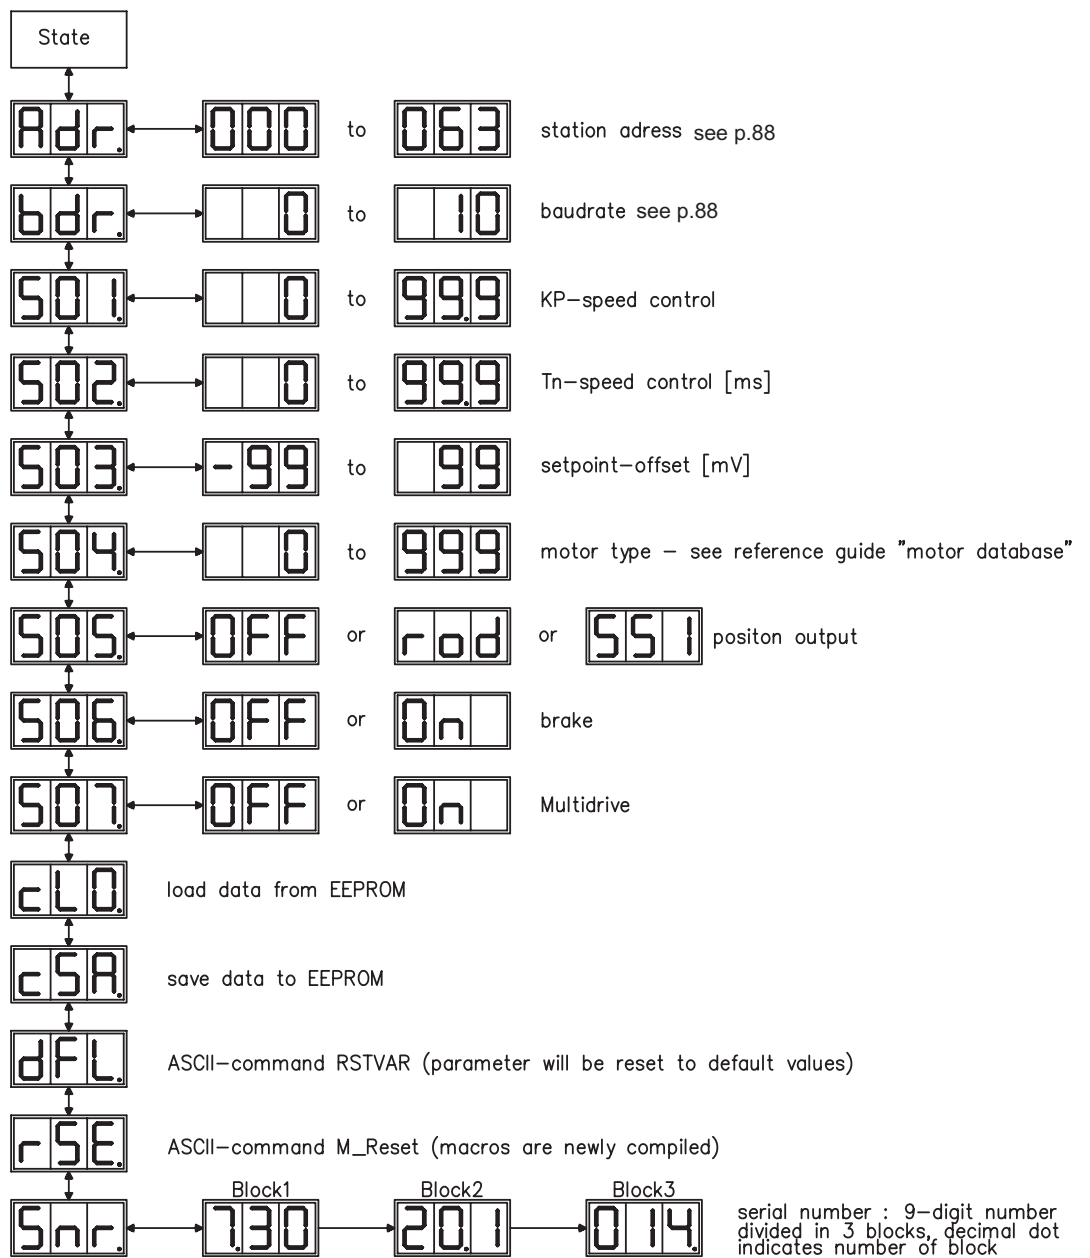 State
Adr. 000 to 063 station adress see p.88
bdr. 0 to 10 baudrate see p.88
S01. 0 to 99.9 KP-speed control
S02. 0 to 99.9 Tn-speed control [ms]
S03. -99 to 99 setpoint-offset [mV]
S04. 0 to 999 motor type - see reference guide "motor database"
S05. OFF or rod or SSI positon output
S06. OFF or On brake
S07. OFF or On Multidrive
cLO. load data from EEPROM
cSA. save data to EEPROM
dFL. ASCII-command RSTVAR (parameter will be reset to default values)
rSE. ASCII-command M_Reset (macros are newly compiled)
Block1 Block2 Block3
Snr. 7.30 20.1 014. serial number : 9-digit number
divided in 3 blocks, decimal dot
indicates number of block